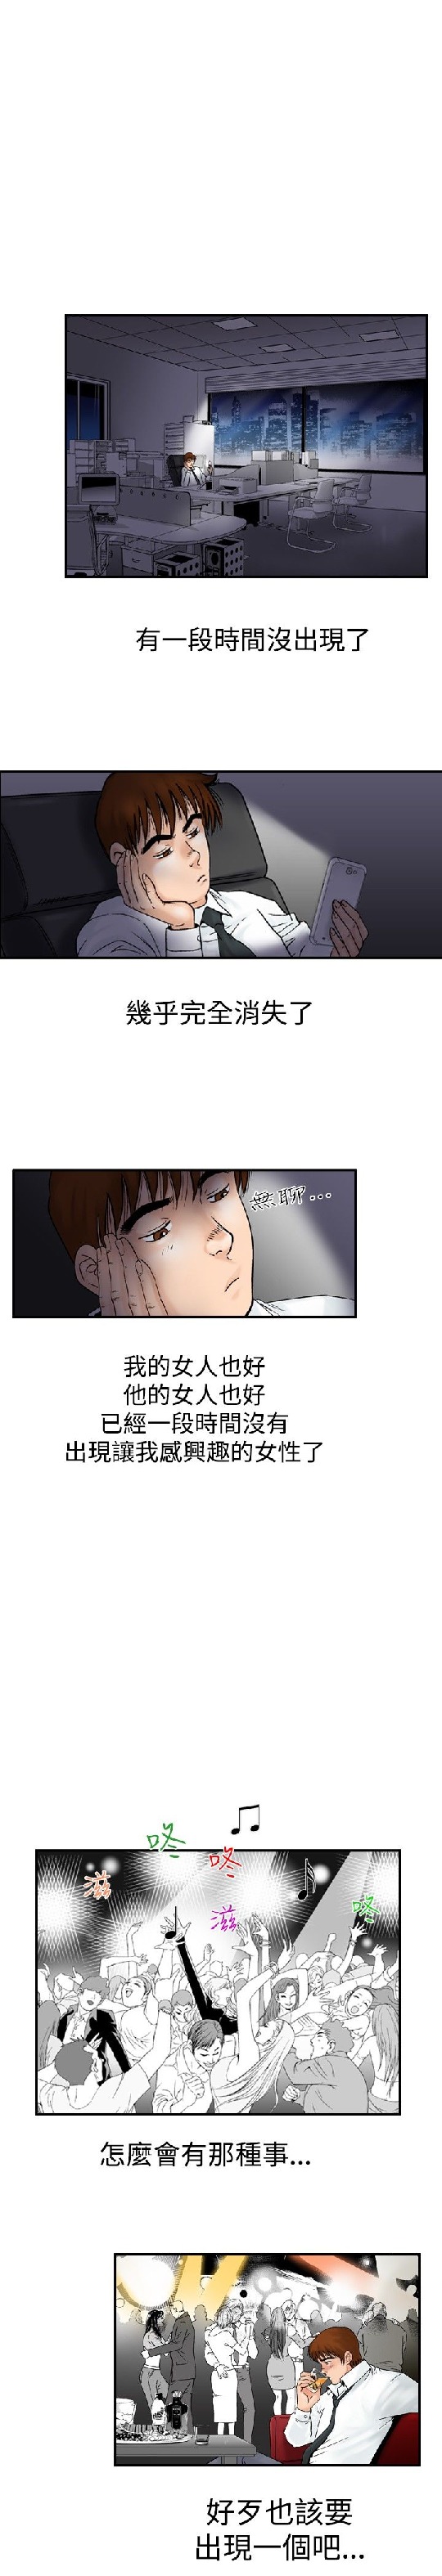 有一段時間沒出現了
幾乎完全消失了
無聊...
我的女人也好
他的女人也好
已經一段時間沒有
出現讓我感興趣的女性了
咚
咚
滋
滋
咚
怎麼會有那種事...
好歹也該要
出現一個吧...